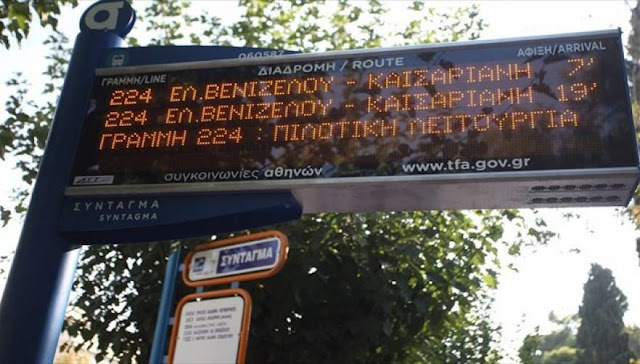 060587
ΓΡΑΜΜΗ/LINE ΔΙΑΔΡΟΜΗ / ROUTE ΑΦΙΞΗ/ARRIVAL
224 ΕΛ.ΒΕΝΙΖΕΛΟΥ - ΚΑΙΣΑΡΙΑΝΗ 7'
224 ΕΛ.ΒΕΝΙΖΕΛΟΥ - ΚΑΙΣΑΡΙΑΝΗ 19'
ΓΡΑΜΜΗ 224 : ΠΙΛΟΤΙΚΗ ΛΕΙΤΟΥΡΓΙΑ
συγκοινωνίες αθηνών www.tfa.gov.gr
ΣΥΝΤΑΓΜΑ
SYNTAGMA
ΣΥΝΤΑΓΜΑ